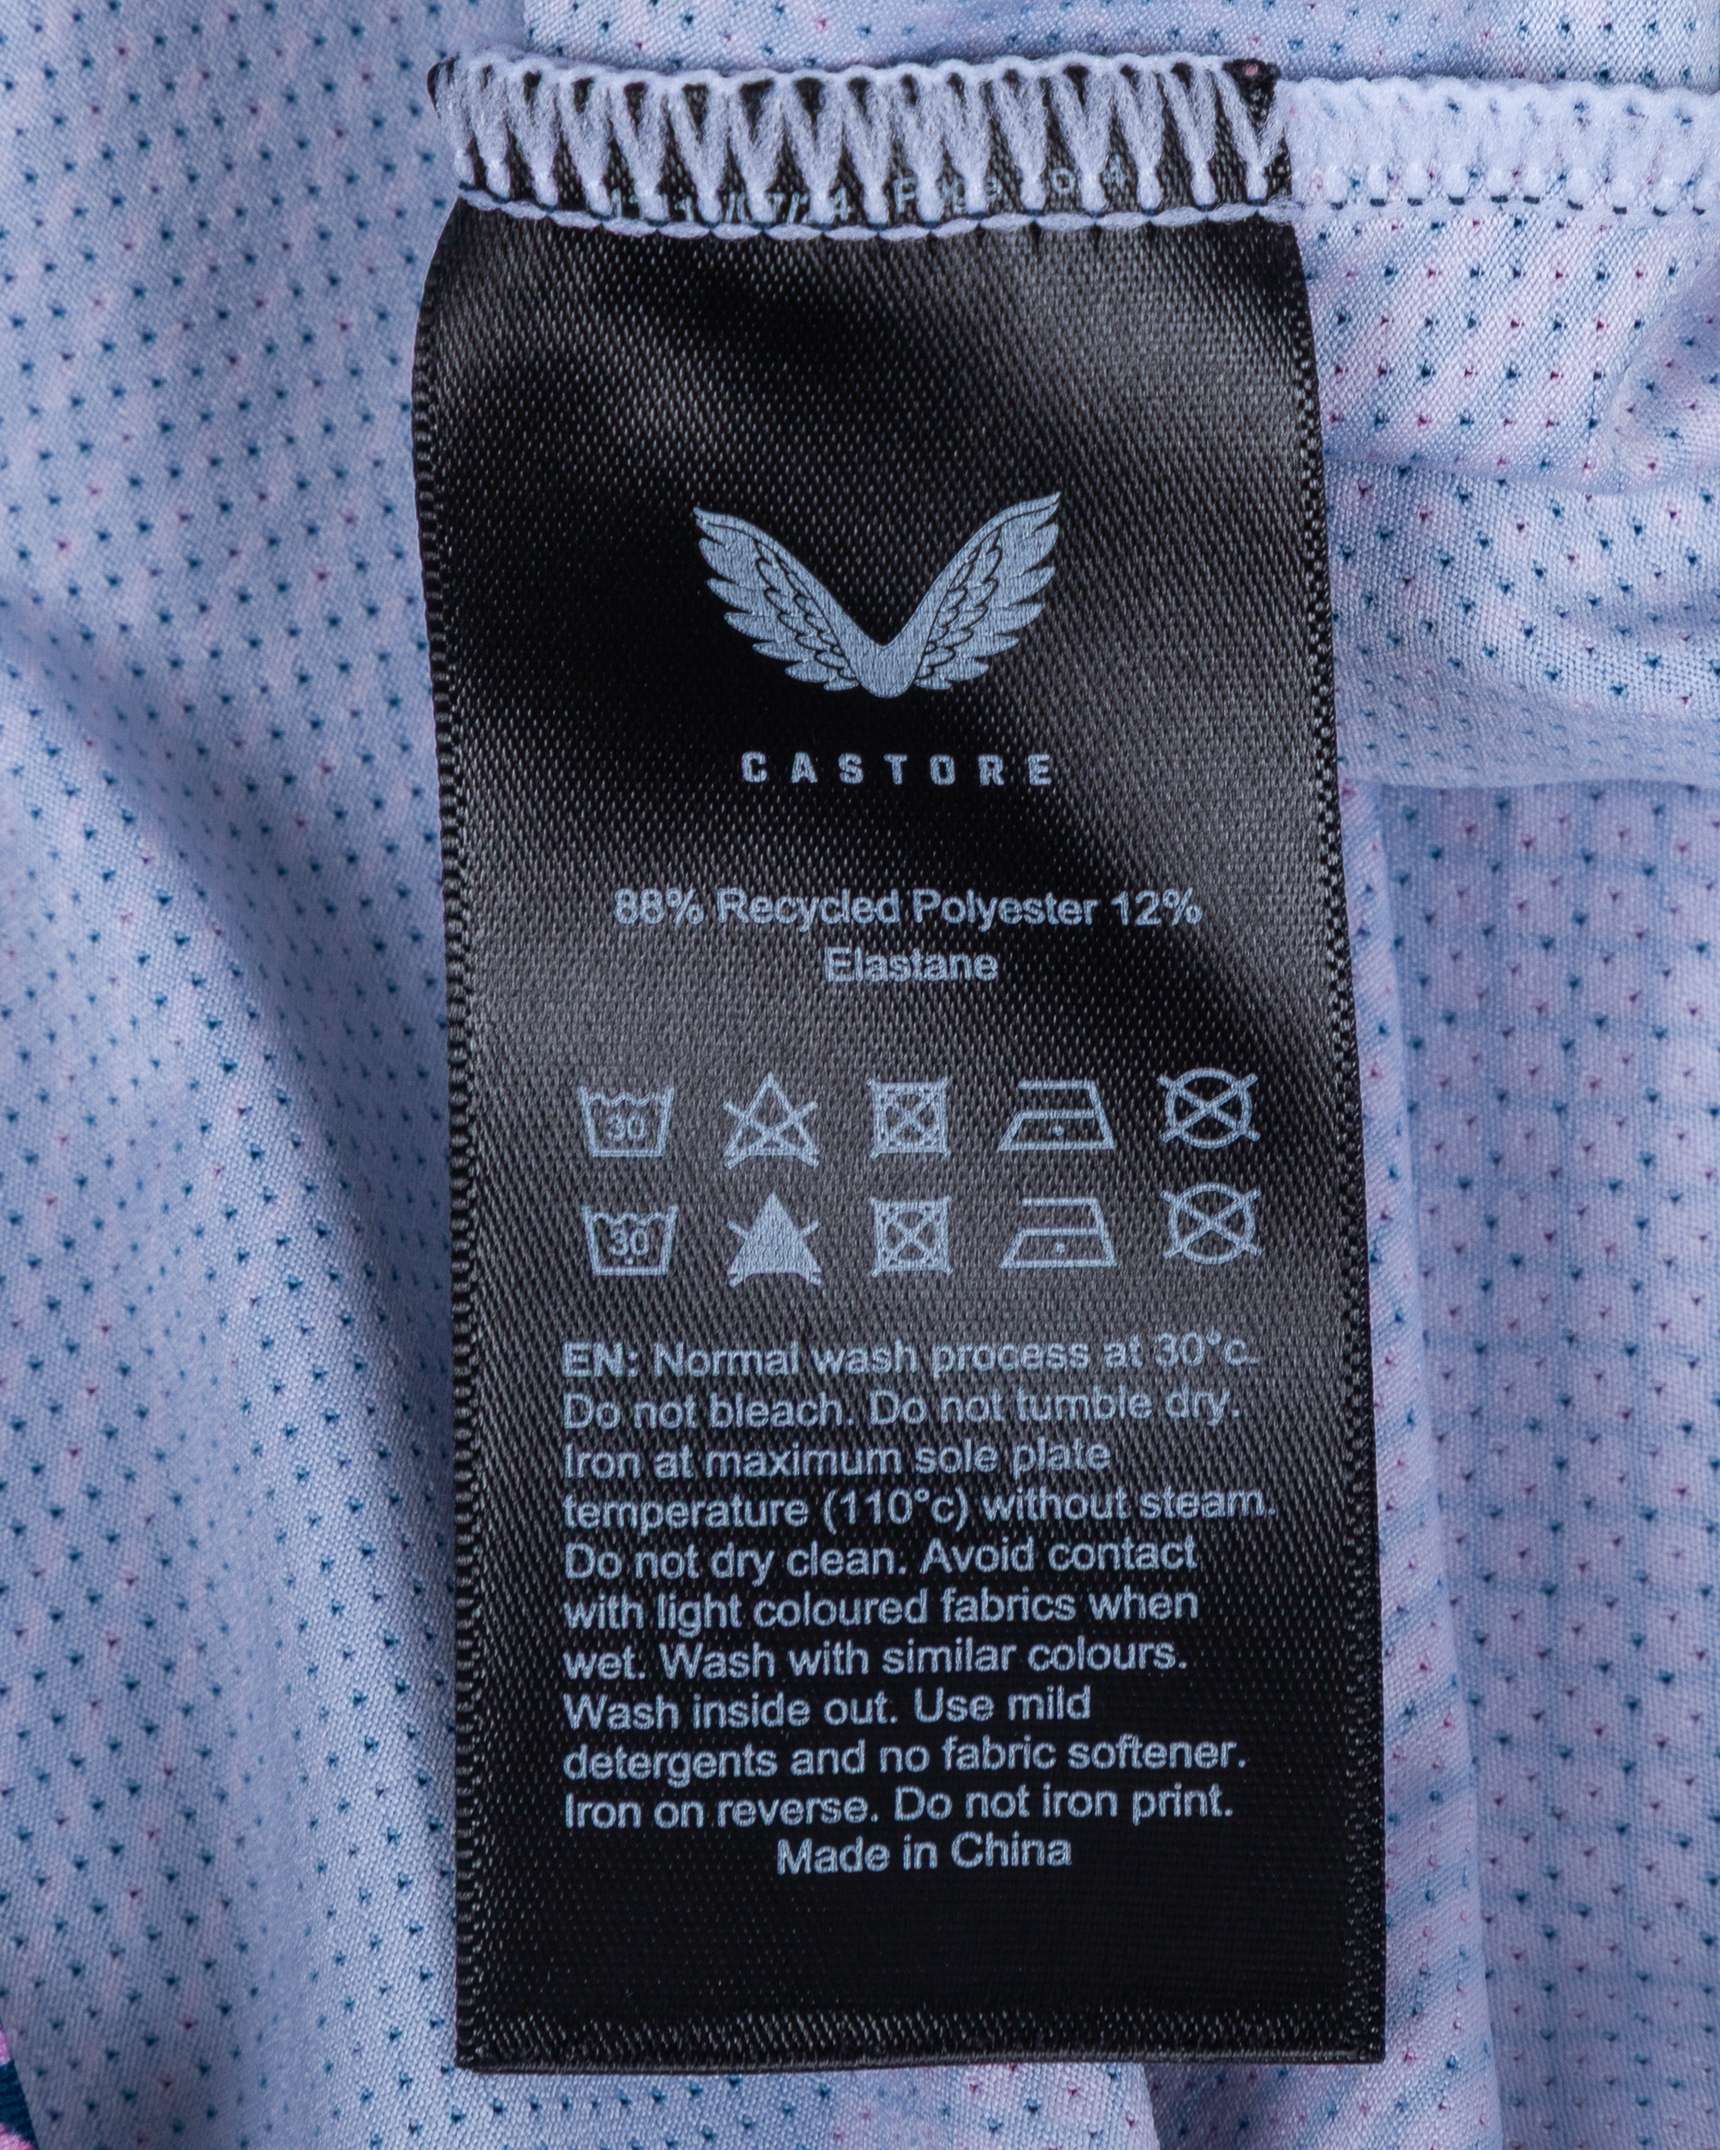 CASTORE
88% Recycled Polyester 12%
Elastane
30
30
EN: Normal wash process at 30°c.
Do not bleach. Do not tumble dry.
Iron at maximum sole plate
temperature (110°c) without steam.
Do not dry clean. Avoid contact
with light coloured fabrics when
wet. Wash with similar colours.
Wash inside out. Use mild
detergents and no fabric softener.
Iron on reverse. Do not iron print.
Made in China